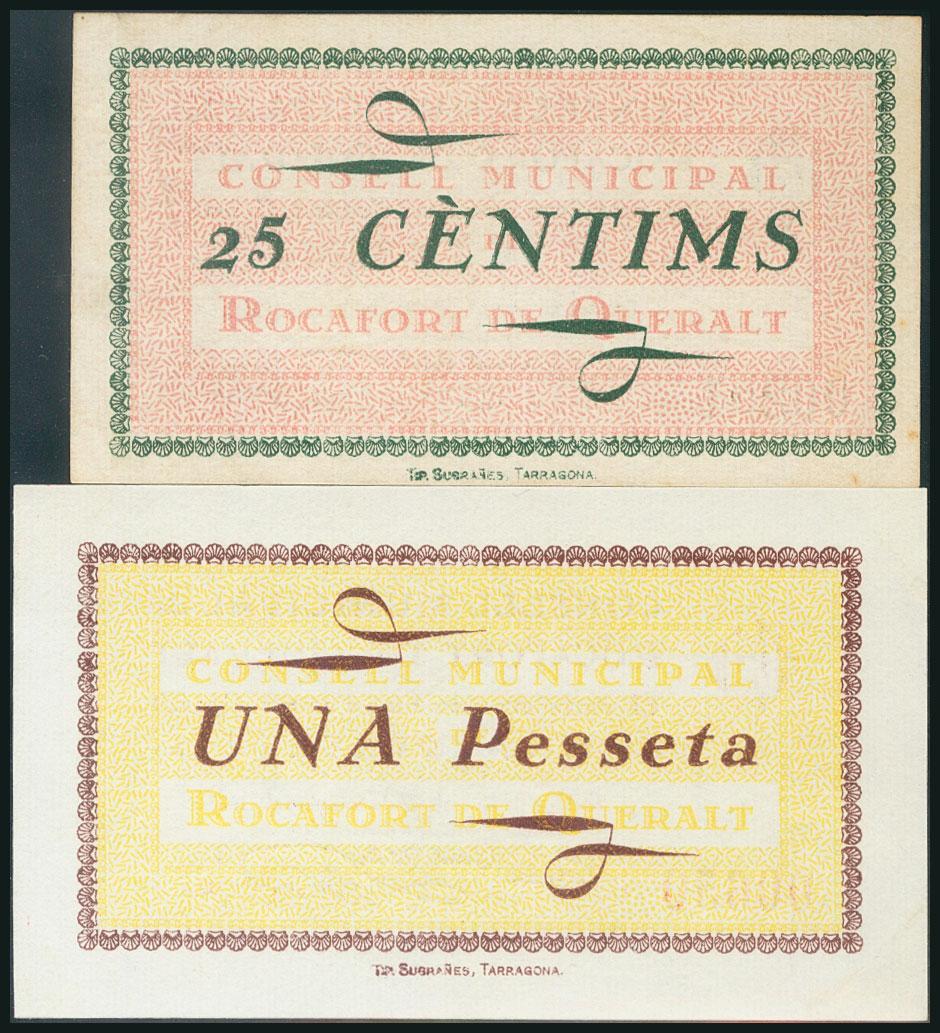 CONSELL MUNICIPAL
25 CÈNTIMS
ROCAFORT DE QUERALT
TIP. SUGRAÑES, TARRAGONA.
CONSELL MUNICIPAL
UNA Pesseta
ROCAFORT DE QUERALT
TIP. SUGRAÑES, TARRAGONA.